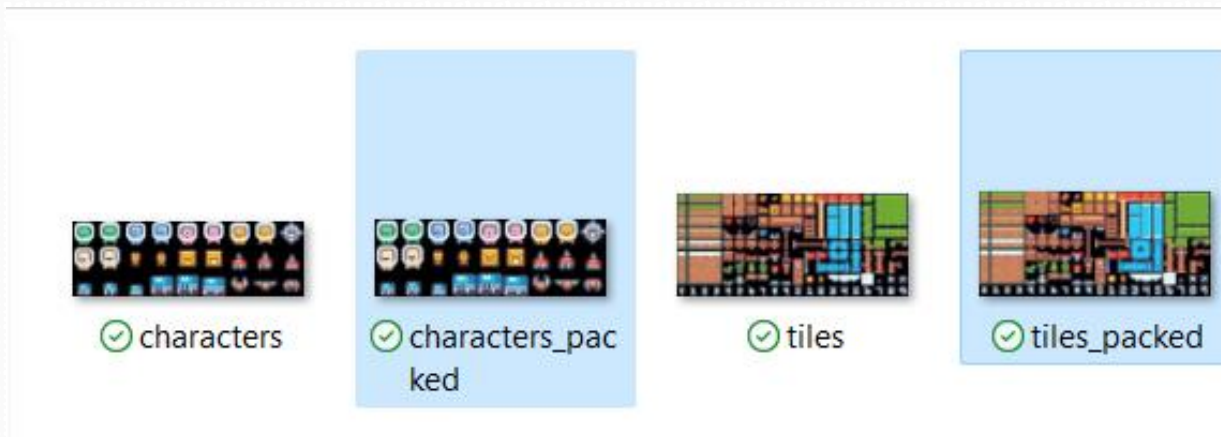 characters
characters_pac
ked
tiles
tiles_packed